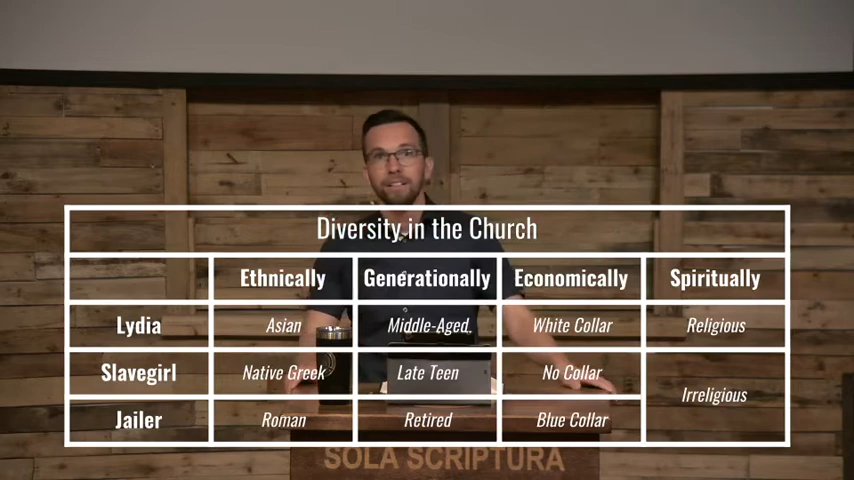 Diversity in the Church
Ethnically Generationally Economically Spiritually
Lydia Asian Middle-Aged White Collar Religious
Slavegirl Native Greek Late Teen No Collar
Irreligious
Jailer Roman Retired Blue Collar
SOLA SCRIPTURA